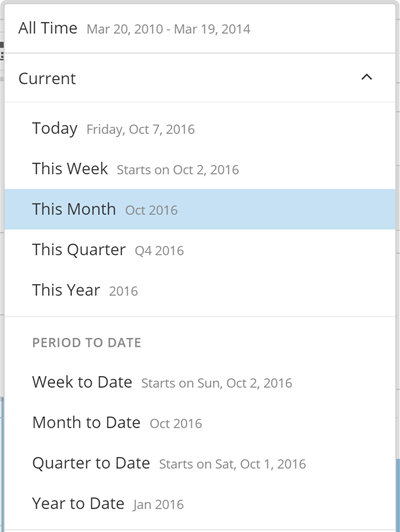 All Time Mar 20, 2010 - Mar 19, 2014
Current
Today Friday, Oct 7, 2016
This Week Starts on Oct 2, 2016
This Month Oct 2016
This Quarter Q4 2016
This Year 2016
PERIOD TO DATE
Week to Date Starts on Sun, Oct 2, 2016
Month to Date Oct 2016
Quarter to Date Starts on Sat, Oct 1, 2016
Year to Date Jan 2016